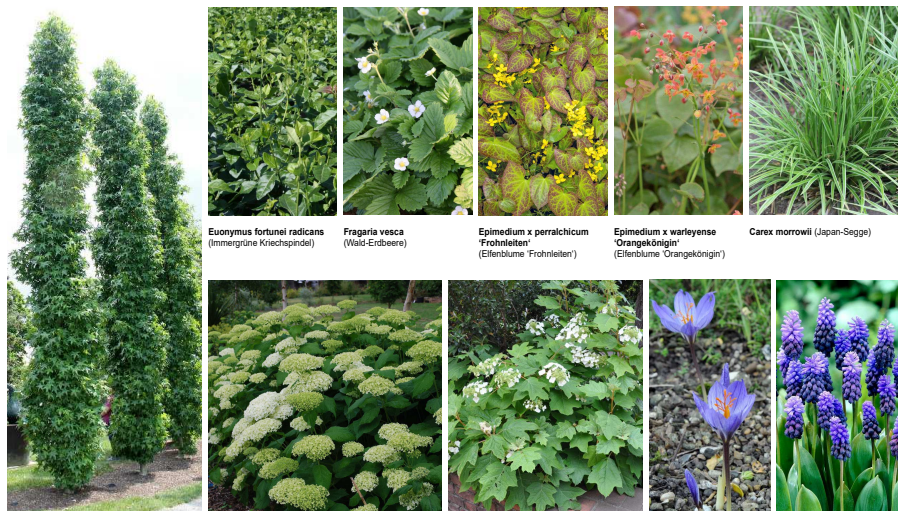 Euonymus fortunei radicans
(Immergrüne Kriechspindel)
Fragaria vesca
(Wald-Erdbeere)
Epimedium x perralchicum
'Frohnleiten'
(Elfenblume 'Frohnleiten')
Epimedium x warleyense
'Orangekönigin'
(Elfenblume 'Orangekönigin')
Carex morrowii (Japan-Segge)